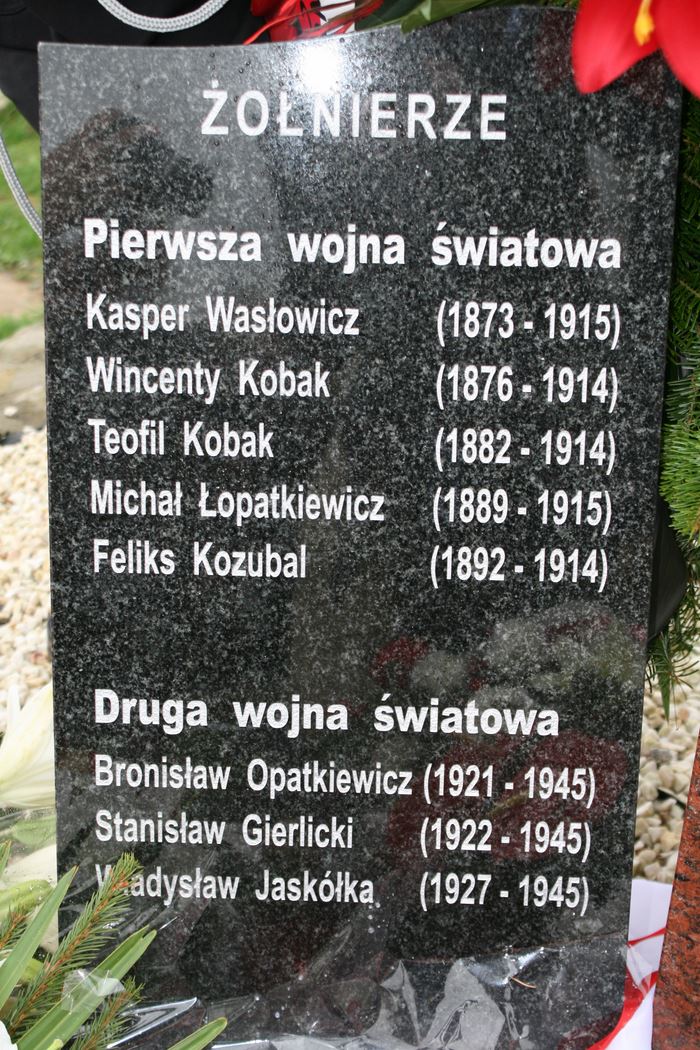 ŻOŁNIERZE
Pierwsza wojna światowa
Kasper Wasłowicz (1873 - 1915)
Wincenty Kobak (1876 - 1914)
Teofil Kobak (1882 - 1914)
Michał Łopatkiewicz (1889 - 1915)
Feliks Kozubal (1892 - 1914)
Druga wojna światowa
Bronisław Opatkiewicz (1921 - 1945)
Stanisław Gierlicki (1922 - 1945)
Władysław Jaskółka (1927 - 1945)